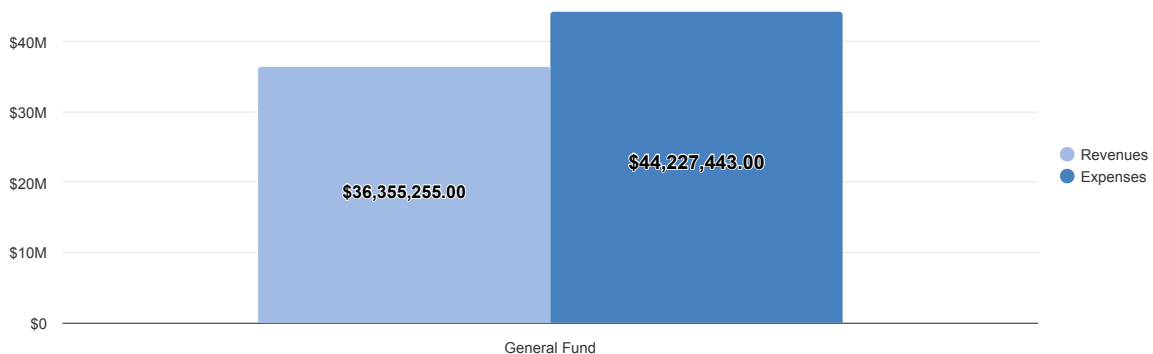 $40M
$30M
$20M
$10M
$0
$36,355,255.00
$44,227,443.00
General Fund
Revenues
Expenses